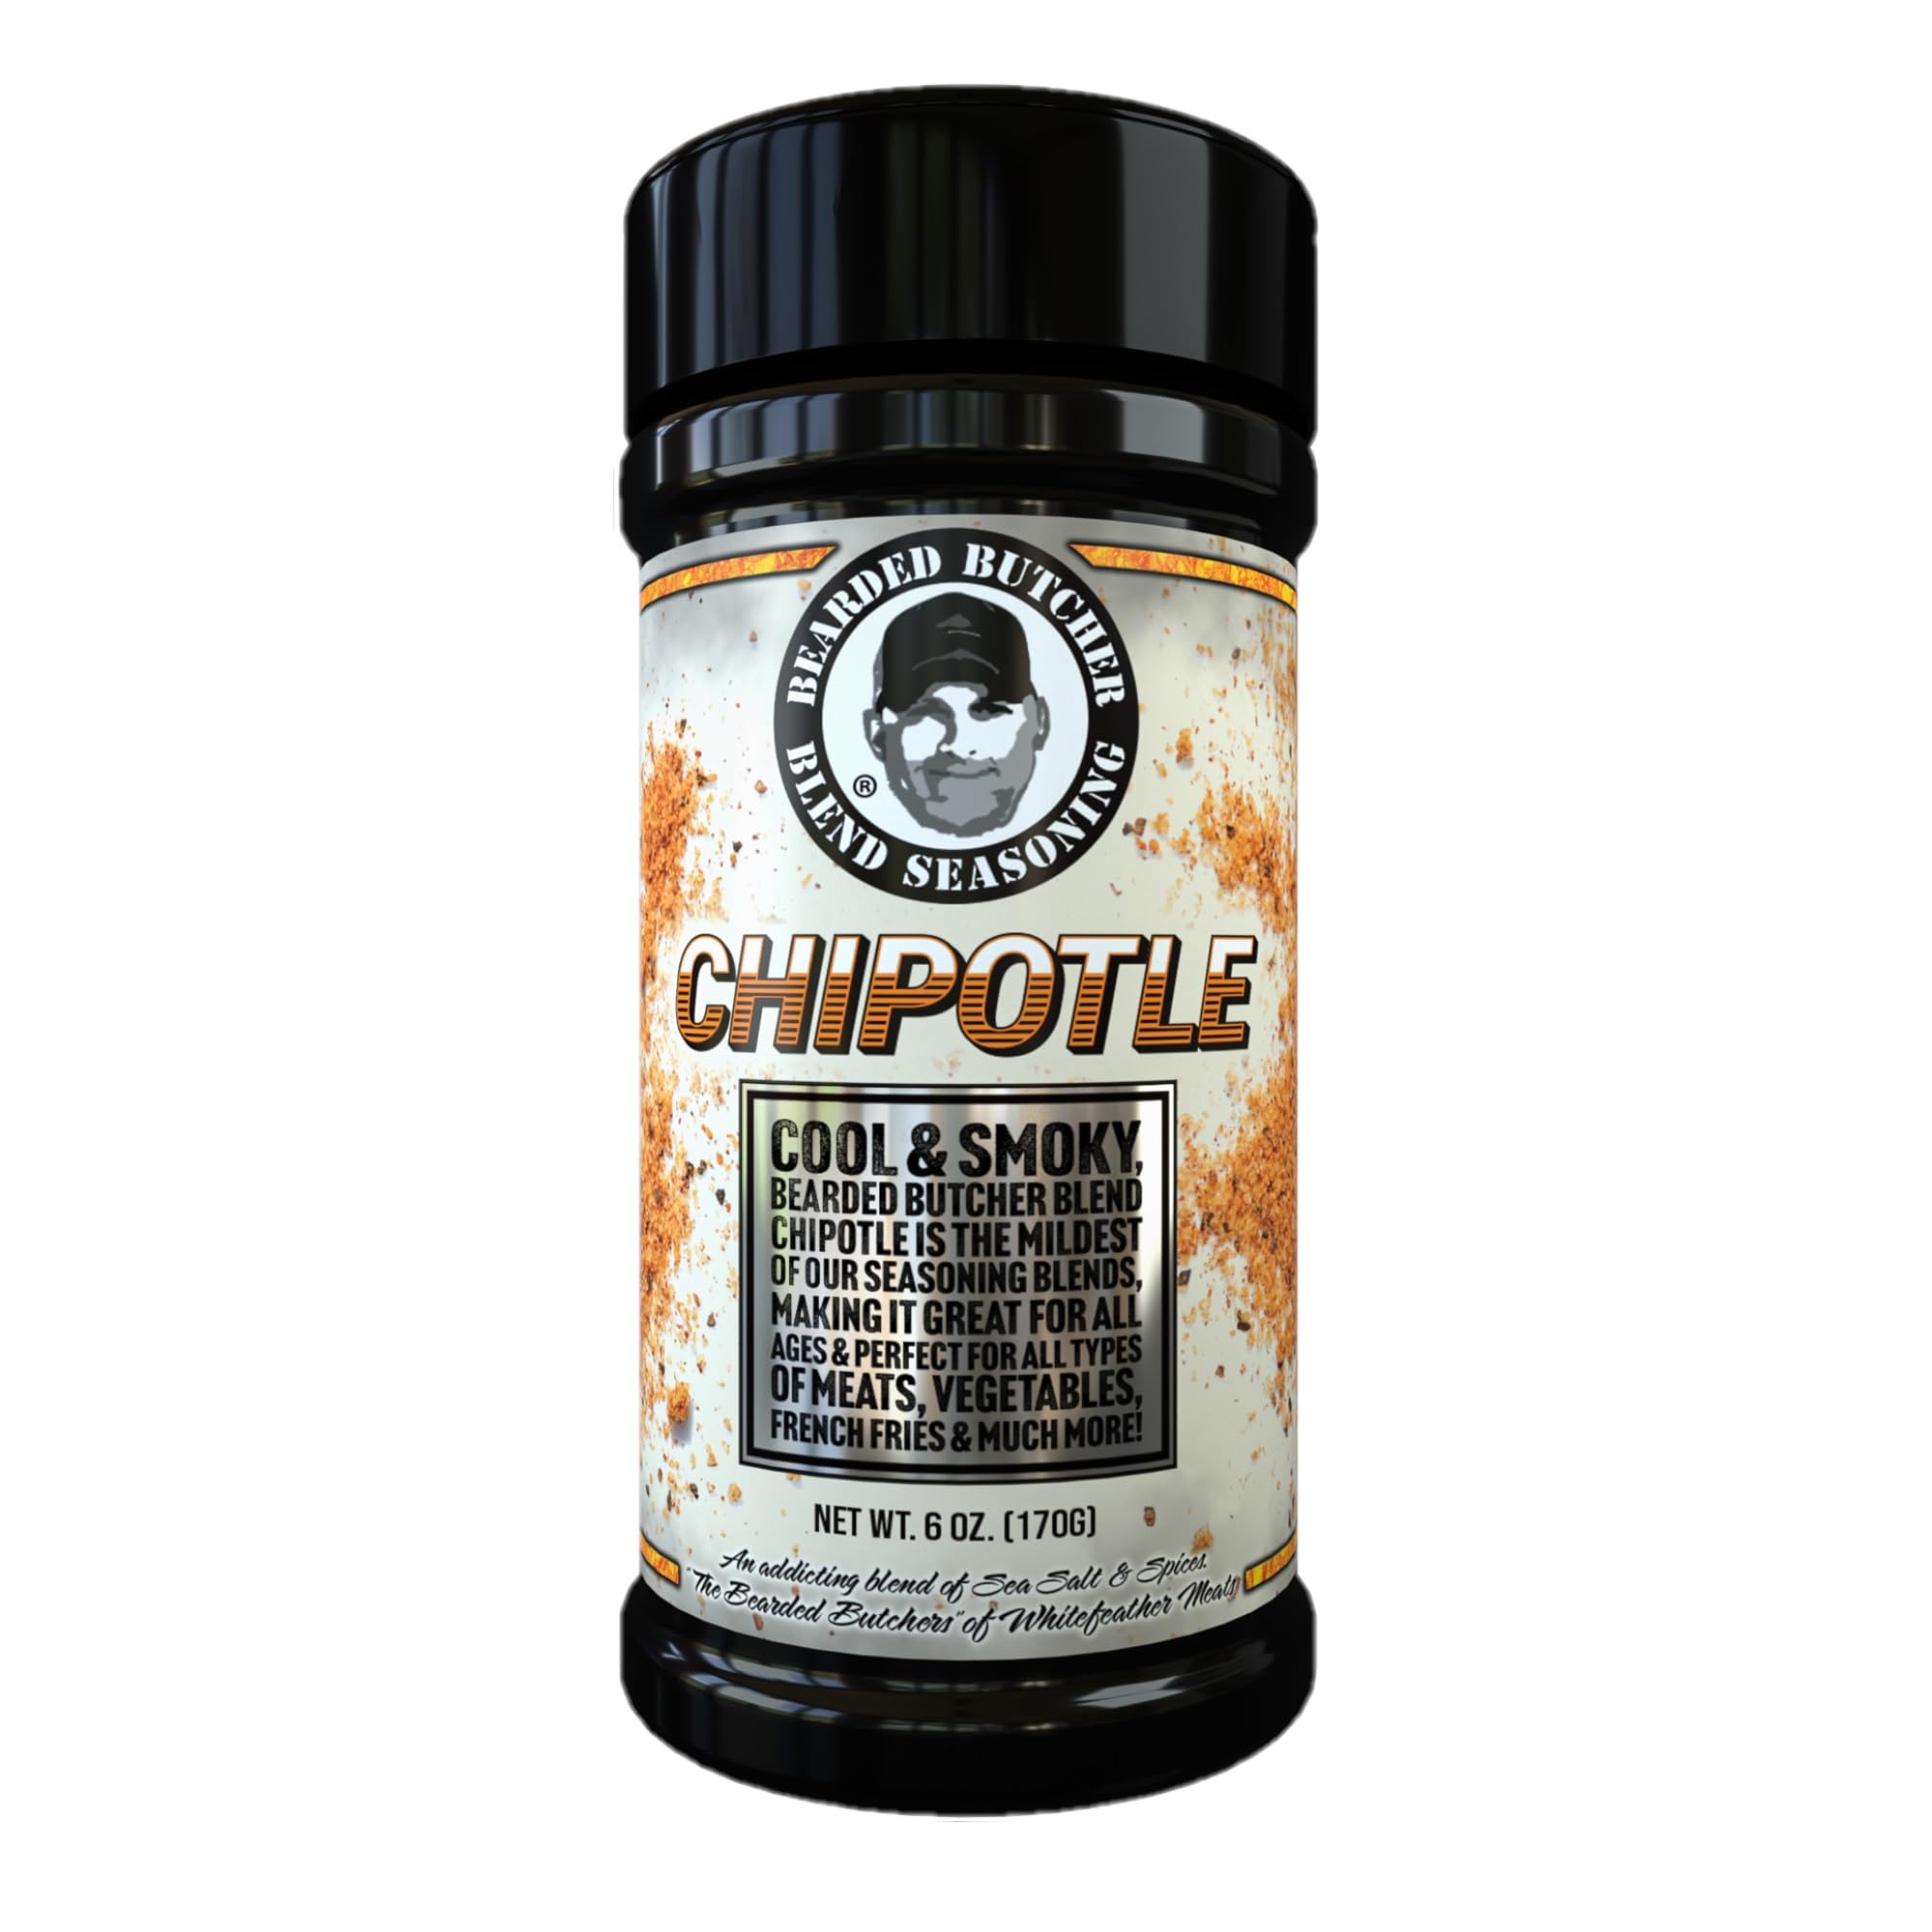 BEARDED BUTCHER
BLEND SEASONING
®
CHIPOTLE
COOL & SMOKY,
BEARDED BUTCHER BLEND
CHIPOTLE IS THE MILDEST
OF OUR SEASONING BLENDS,
MAKING IT GREAT FOR ALL
AGES & PERFECT FOR ALL TYPES
OF MEATS, VEGETABLES,
FRENCH FRIES & MUCH MORE!
NET WT. 6 OZ. (170G)
An addicting blend of Sea Salt & Spices.
"The Bearded Butchers" of Whitefeather Meats